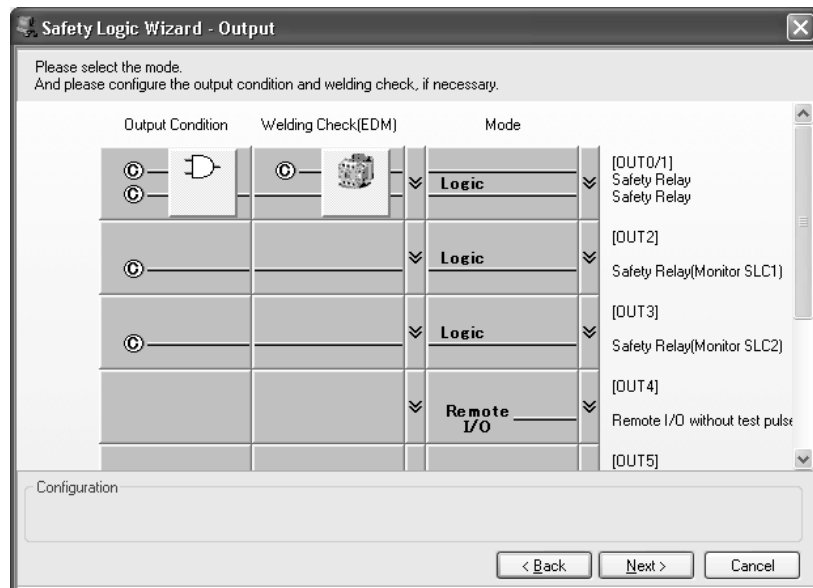 Safety Logic Wizard - Output
Please select the mode.
And please configure the output condition and welding check, if necessary.
Output Condition Welding Check(EDM) Mode
© ©
©
Logic
[OUT0/1]
Safety Relay
Safety Relay
©
Logic
[OUT2]
Safety Relay(Monitor SLC1)
©
Logic
[OUT3]
Safety Relay(Monitor SLC2)
Remote
I/O
[OUT4]
Remote I/O without test pulse
[OUT5]
Configuration
< Back Next > Cancel